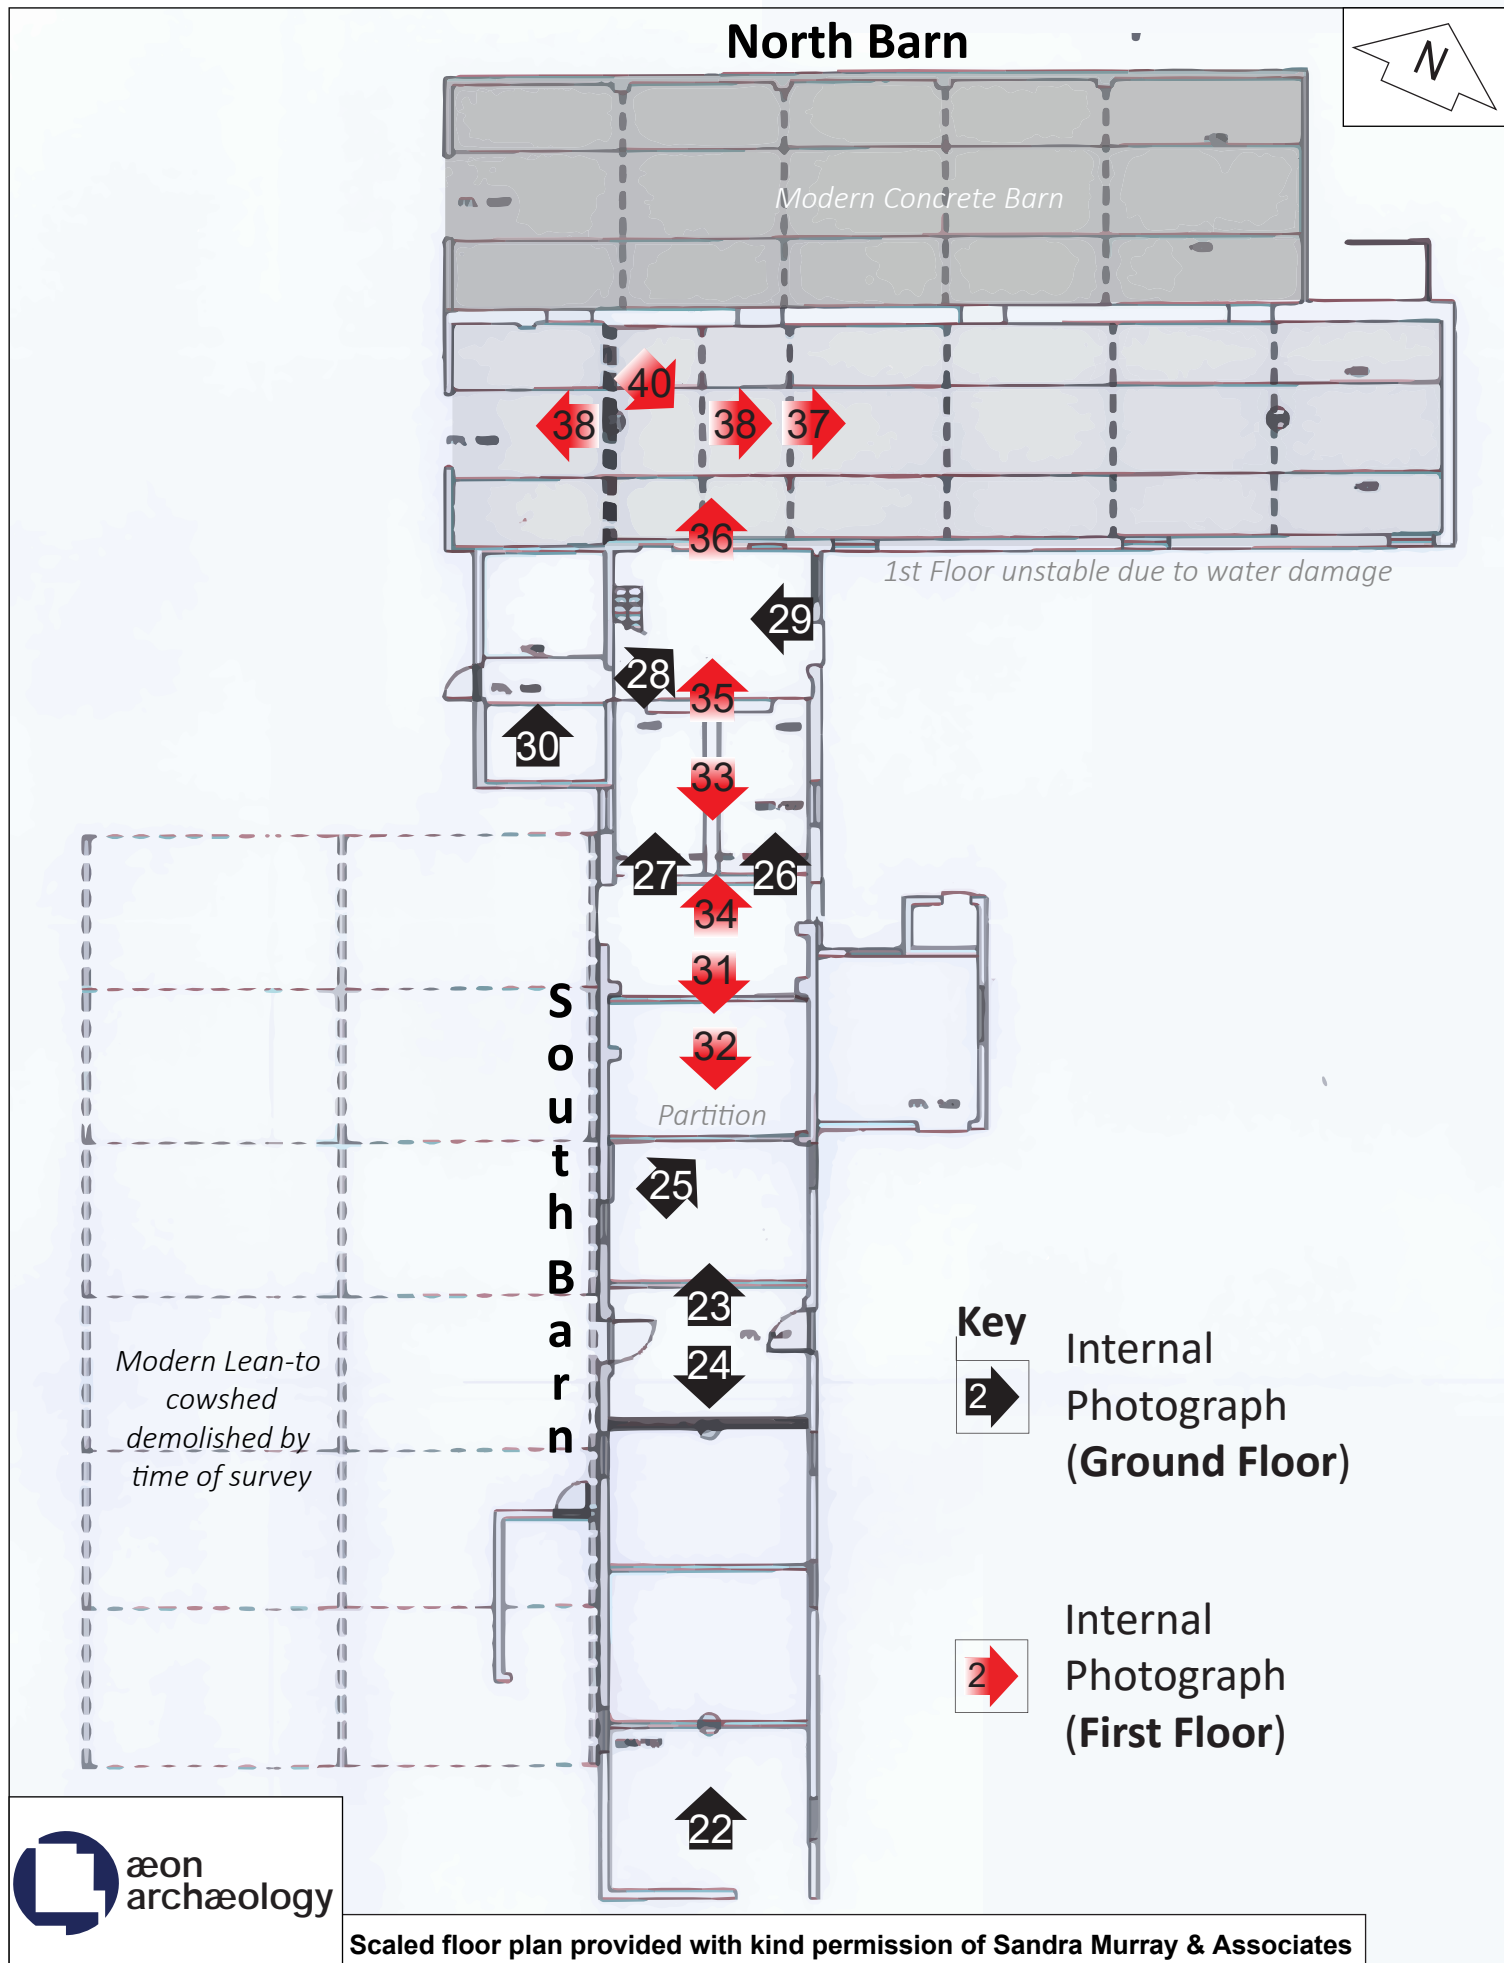 North Barn
N
Modern Concrete Barn
40
38
38
37
36
1st Floor unstable due to water damage
29
28
35
30
33
27
26
34
31
32
Partition
25
South Barn
23
24
Modern Lean-to
cowshed
demolished by
time of survey
22
Key
2
Internal
Photograph
(Ground Floor)
2
Internal
Photograph
(First Floor)
æon
archæology
Scaled floor plan provided with kind permission of Sandra Murray & Associates